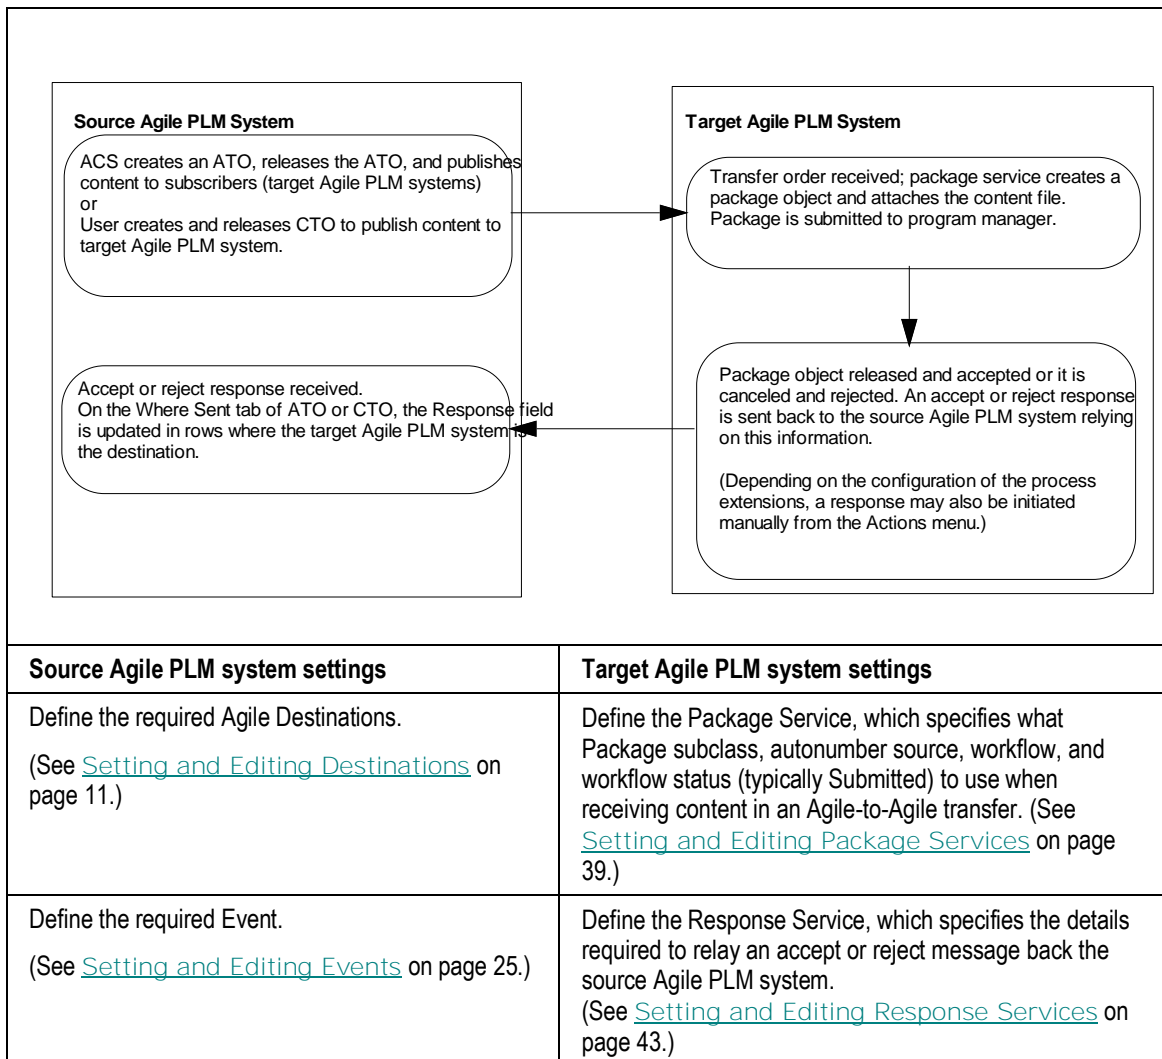 Source Agile PLM System
ACS creates an ATO, releases the ATO, and publishes
content to subscribers (target Agile PLM systems)
or
User creates and releases CTO to publish content to
target Agile PLM system.
Accept or reject response received.
On the Where Sent tab of ATO or CTO, the Response field
is updated in rows where the target Agile PLM system is
the destination.
Target Agile PLM System
Transfer order received; package service creates a
package object and attaches the content file.
Package is submitted to program manager.
Package object released and accepted or it is
canceled and rejected. An accept or reject response
is sent back to the source Agile PLM system relying
on this information.
(Depending on the configuration of the process
extensions, a response may also be initiated
manually from the Actions menu.)
Source Agile PLM system settings
Target Agile PLM system settings
Define the required Agile Destinations.
(See Setting and Editing Destinations on
page 11.)
Define the Package Service, which specifies what
Package subclass, autonumber source, workflow, and
workflow status (typically Submitted) to use when
receiving content in an Agile-to-Agile transfer. (See
Setting and Editing Package Services on page
39.)
Define the required Event.
(See Setting and Editing Events on page 25.)
Define the Response Service, which specifies the details
required to relay an accept or reject message back the
source Agile PLM system.
(See Setting and Editing Response Services on
page 43.)